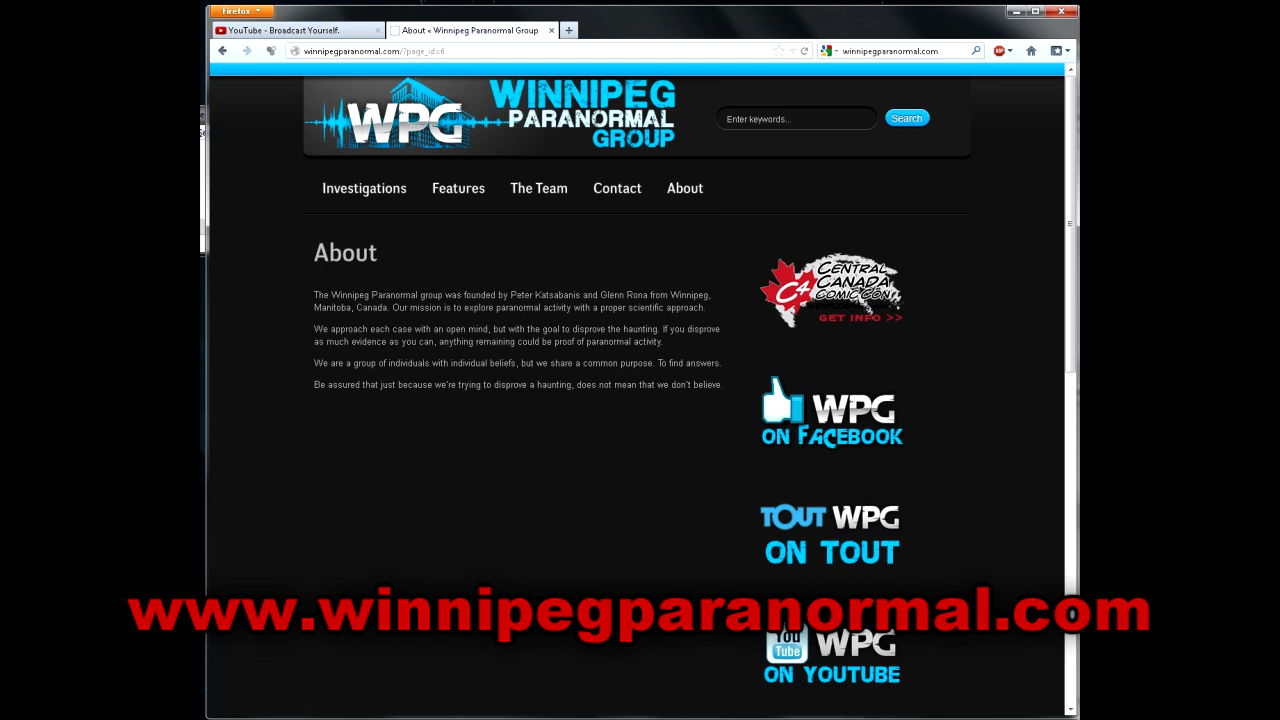 Firefox
YouTube - Broadcast Yourself.
About « Winnipeg Paranormal Group
winnipegparanormal.com/?page_id=6
winnipegparanormal.com
ABP
WPG
WINNIPEG
PARANORMAL
GROUP
Enter keywords...
Search
Investigations
Features
The Team
Contact
About
About
The Winnipeg Paranormal group was founded by Peter Katsabanis and Glenn Rona from Winnipeg,
Manitoba, Canada. Our mission is to explore paranormal activity with a proper scientific approach.
We approach each case with an open mind, but with the goal to disprove the haunting. If you disprove
as much evidence as you can, anything remaining could be proof of paranormal activity.
We are a group of individuals with individual beliefs, but we share a common purpose. To find answers.
Be assured that just because we're trying to disprove a haunting, does not mean that we don't believe.
C4
CENTRAL
CANADA
COMIC CON
GET INFO >>
WPG
ON FACEBOOK
TOUT WPG
ON TOUT
www.winnipegparanormal.com
You
Tube
WPG
ON YOUTUBE